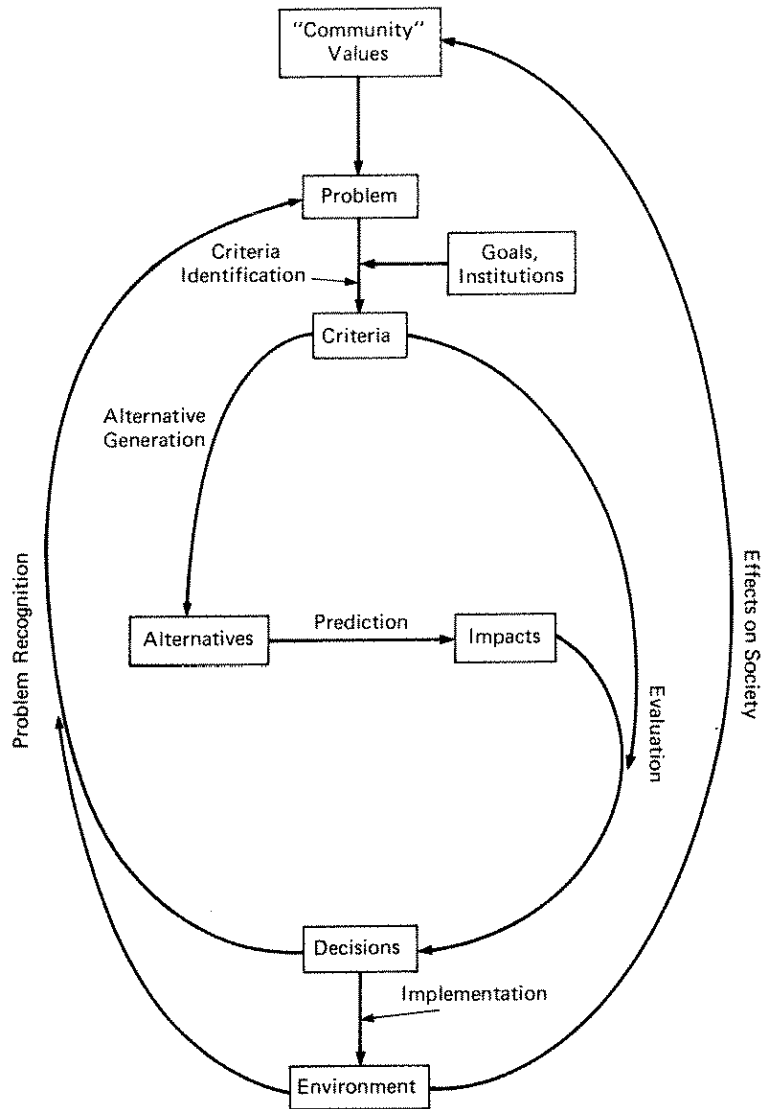 "Community"
Values
Problem
Criteria
Identification
Goals,
Institutions
Criteria
Alternative
Generation
Problem Recognition
Alternatives
Prediction
Impacts
Evaluation
Effects on Society
Decisions
Implementation
Environment